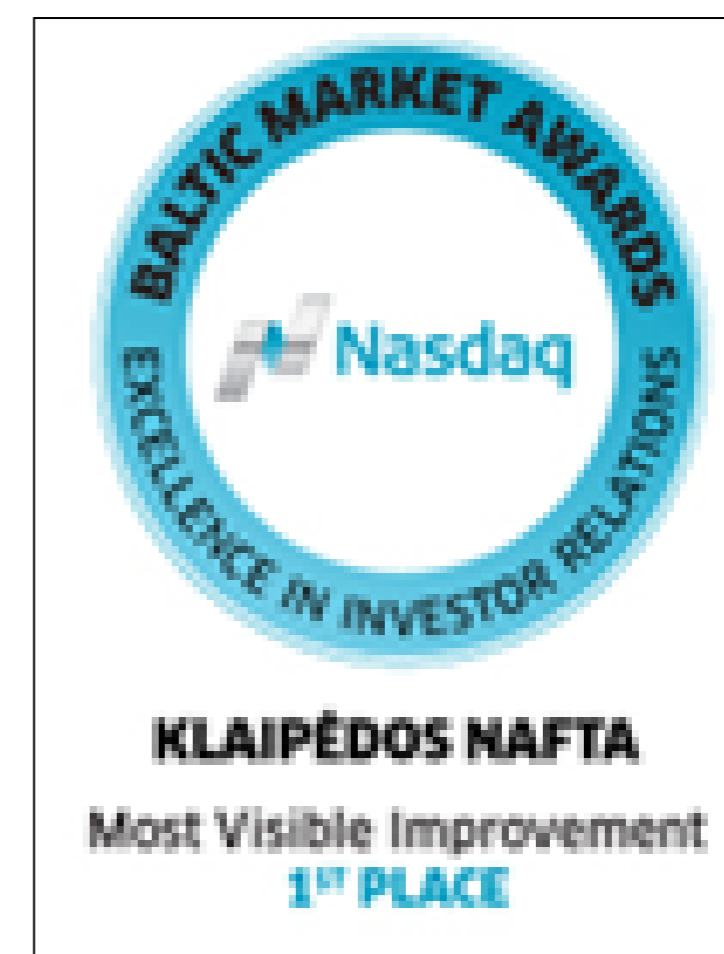 BALTIC MARKET AWARDS
Nasdaq
EXCELLENCE IN INVESTOR RELATIONS
KLAIPĖDOS NAFTA
Most Visible Improvement
1ST PLACE